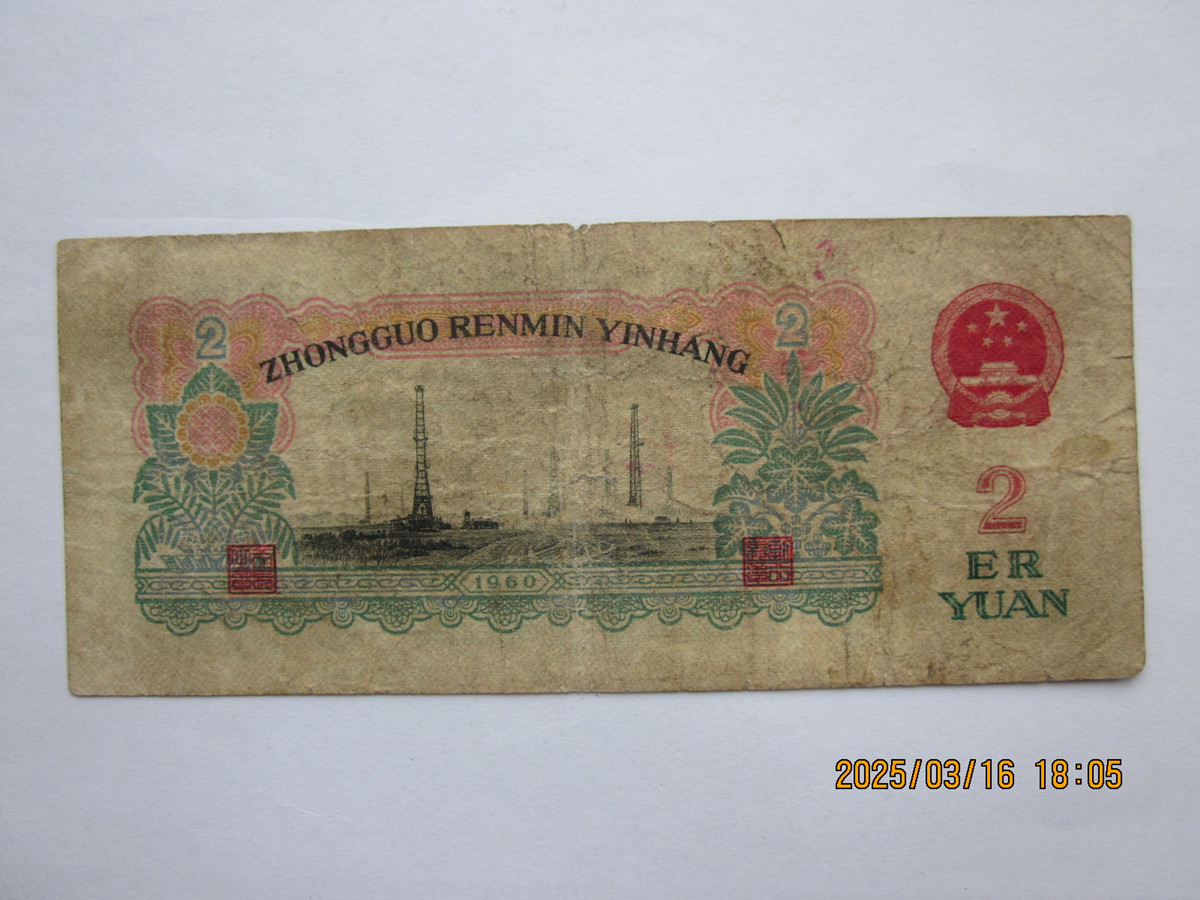 2
ZHONGGUO RENMIN YINHANG
2
1960
2
ER
YUAN
2025/03/16 18:05